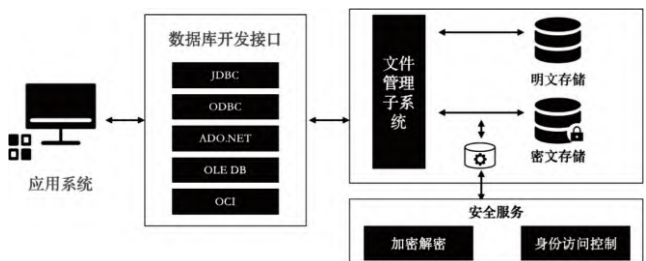 数据库开发接口
JDBC
ODBC
ADO.NET
OLE DB
OCI
应用系统
文件
管理
子系
统
明文存储
密文存储
安全服务
加密解密
身份访问控制